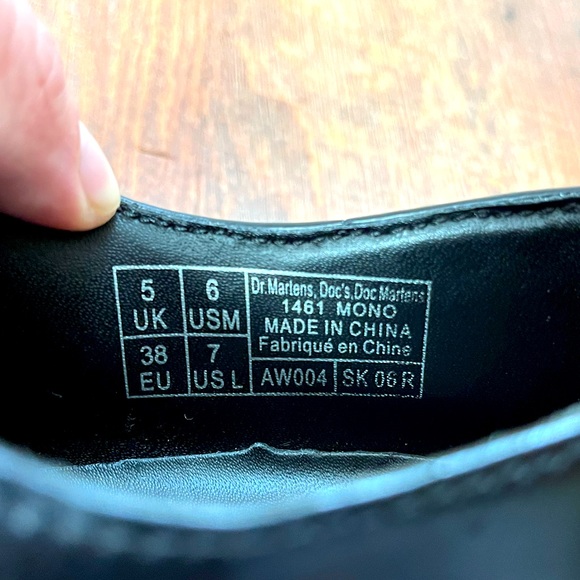 5
UK
6
USM
38
EU
7
US L
Dr.Martens, Doc's, Doc Martens
1461 MONO
MADE IN CHINA
Fabriqué en Chine
AW004
SK 06 R